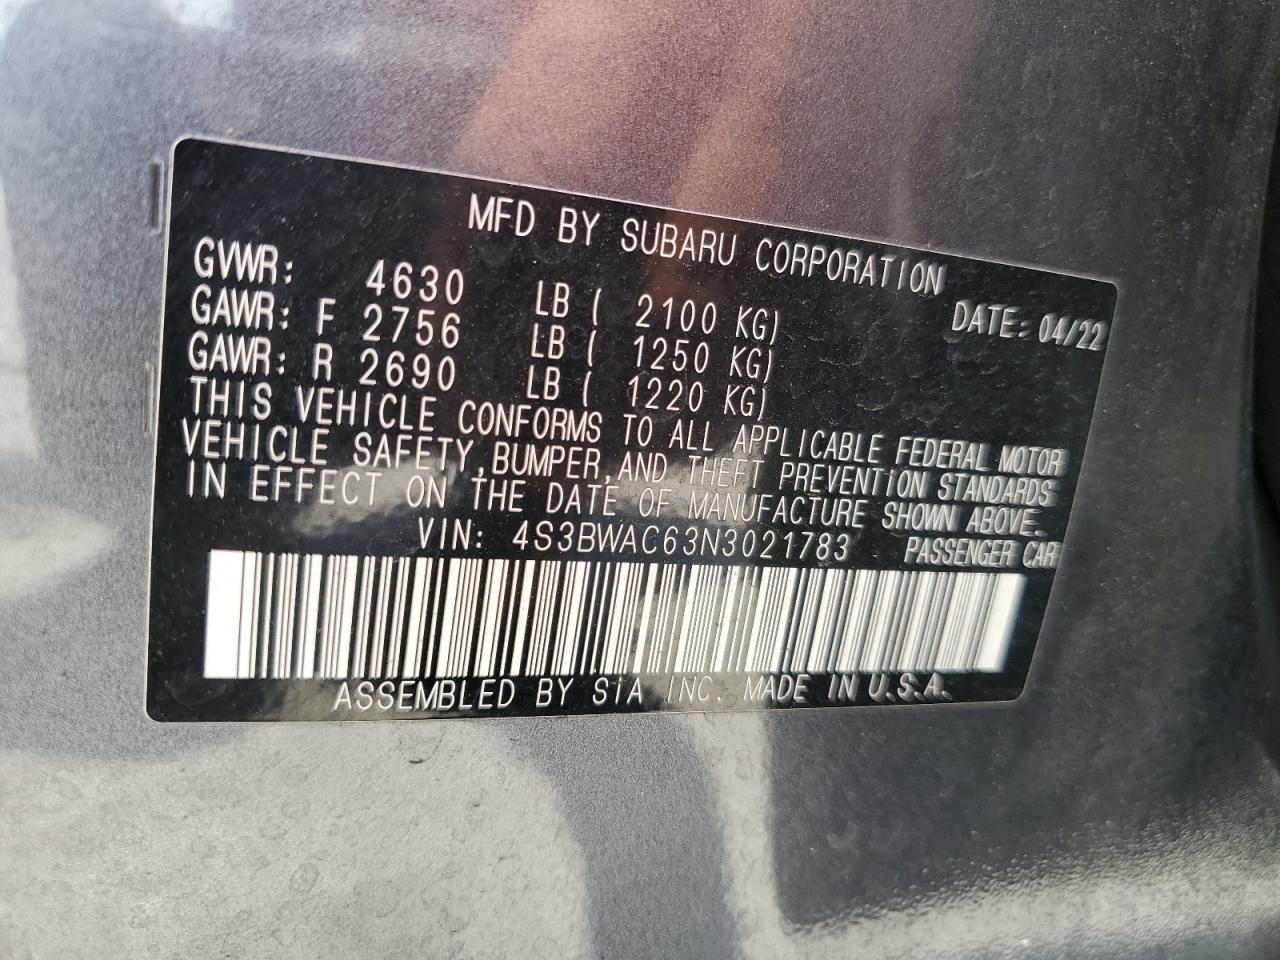 MFD BY SUBARU CORPORATION
GVWR: 4630 LB ( 2100 KG) DATE: 04/22
GAWR: F 2756 LB ( 1250 KG)
GAWR: R 2690 LB ( 1220 KG)
THIS VEHICLE CONFORMS TO ALL APPLICABLE FEDERAL MOTOR
VEHICLE SAFETY, BUMPER, AND THEFT PREVENTION STANDARDS
IN EFFECT ON THE DATE OF MANUFACTURE SHOWN ABOVE.
VIN: 4S3BWAC63N3021783 PASSENGER CAR
ASSEMBLED BY SIA INC. MADE IN U.S.A.